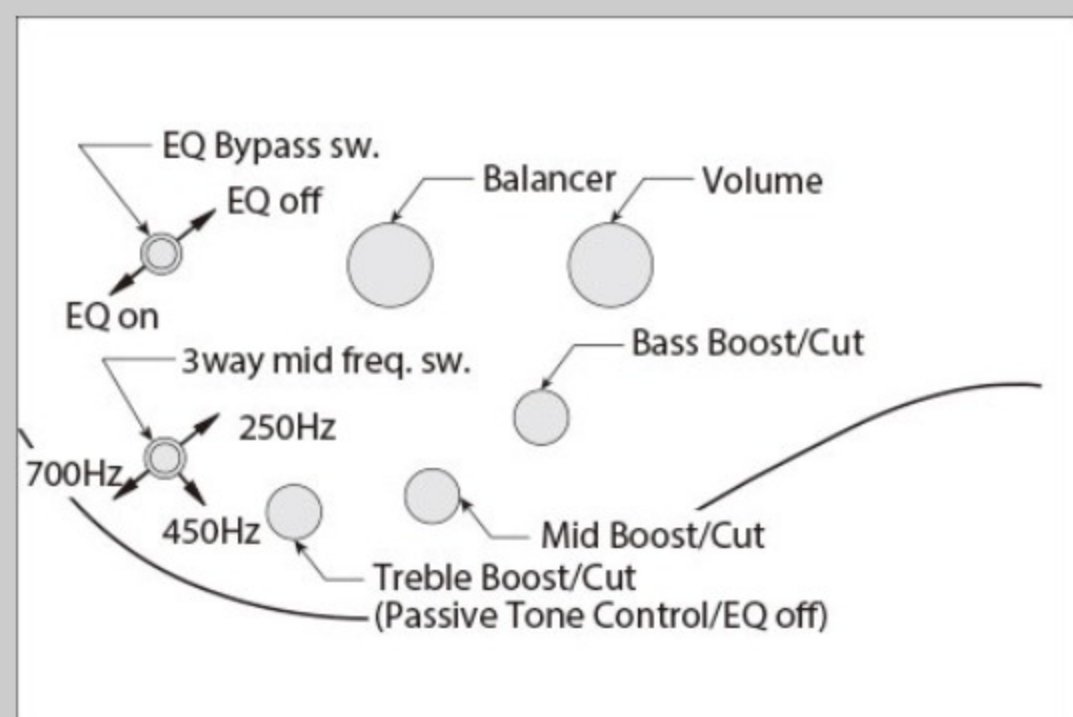 EQ Bypass sw.
EQ off
Balancer
Volume
EQ on
3way mid freq. sw.
Bass Boost/Cut
250Hz
700Hz
450Hz
Mid Boost/Cut
Treble Boost/Cut
(Passive Tone Control/EQ off)